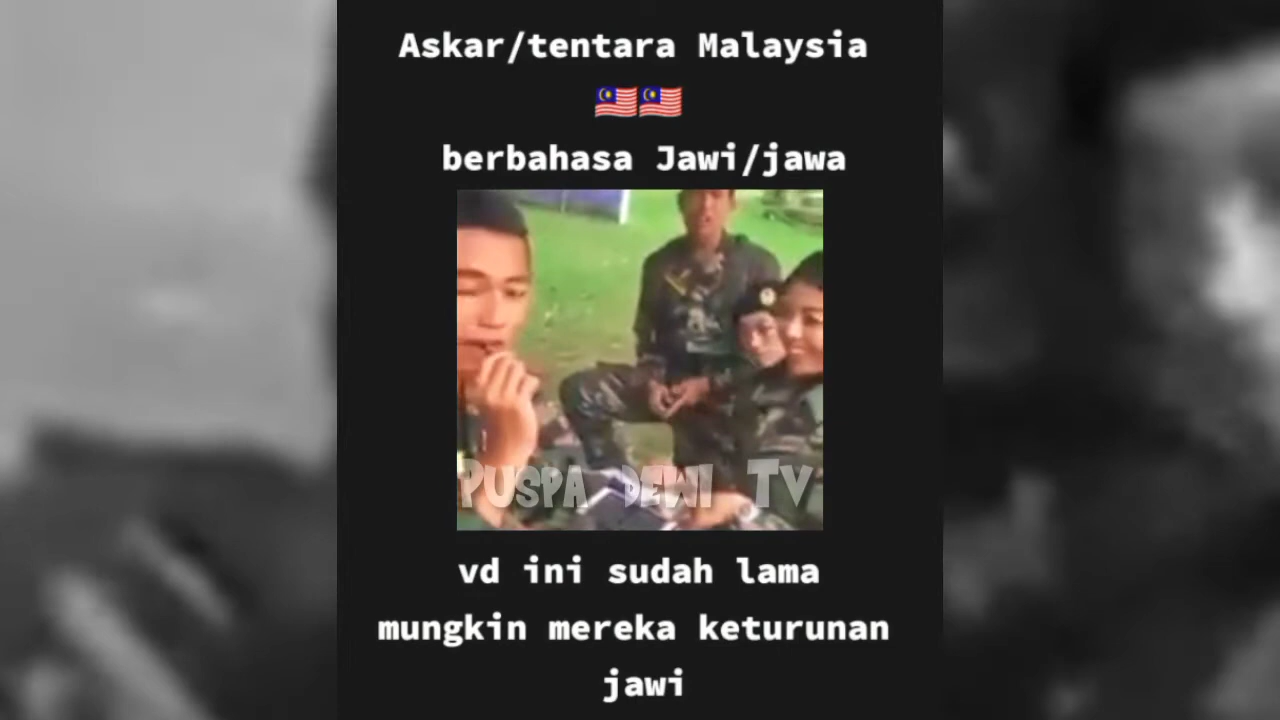 Askar/tentara Malaysia
🇲🇾🇲🇾
berbahasa Jawi/jawa
PUSPA DEWI TV
vd ini sudah lama
mungkin mereka keturunan
jawi